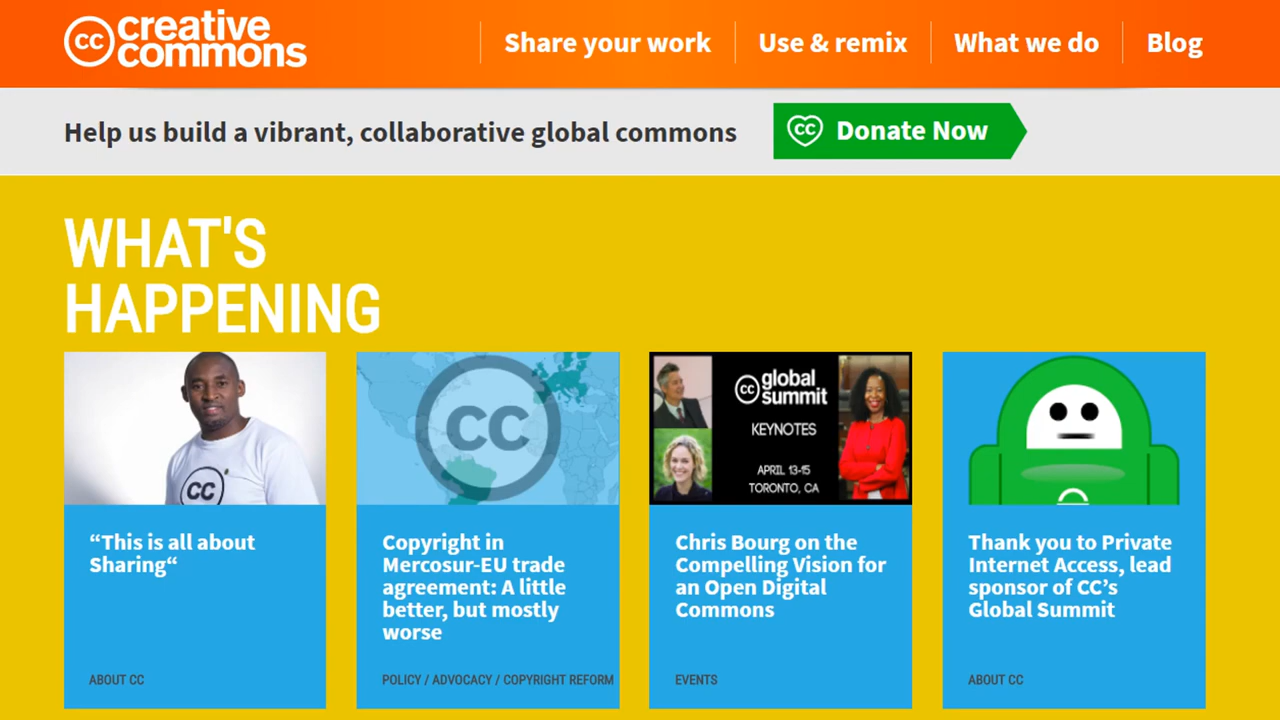 cc creative
commons
Share your work
Use & remix
What we do
Blog
Help us build a vibrant, collaborative global commons
cc Donate Now
WHAT'S
HAPPENING
CC
“This is all about
Sharing“
ABOUT CC
CC
Copyright in
Mercosur-EU trade
agreement: A little
better, but mostly
worse
POLICY / ADVOCACY / COPYRIGHT REFORM
cc global
summit
KEYNOTES
APRIL 13-15
TORONTO, CA
Chris Bourg on the
Compelling Vision for
an Open Digital
Commons
EVENTS
Thank you to Private
Internet Access, lead
sponsor of CC’s
Global Summit
ABOUT CC